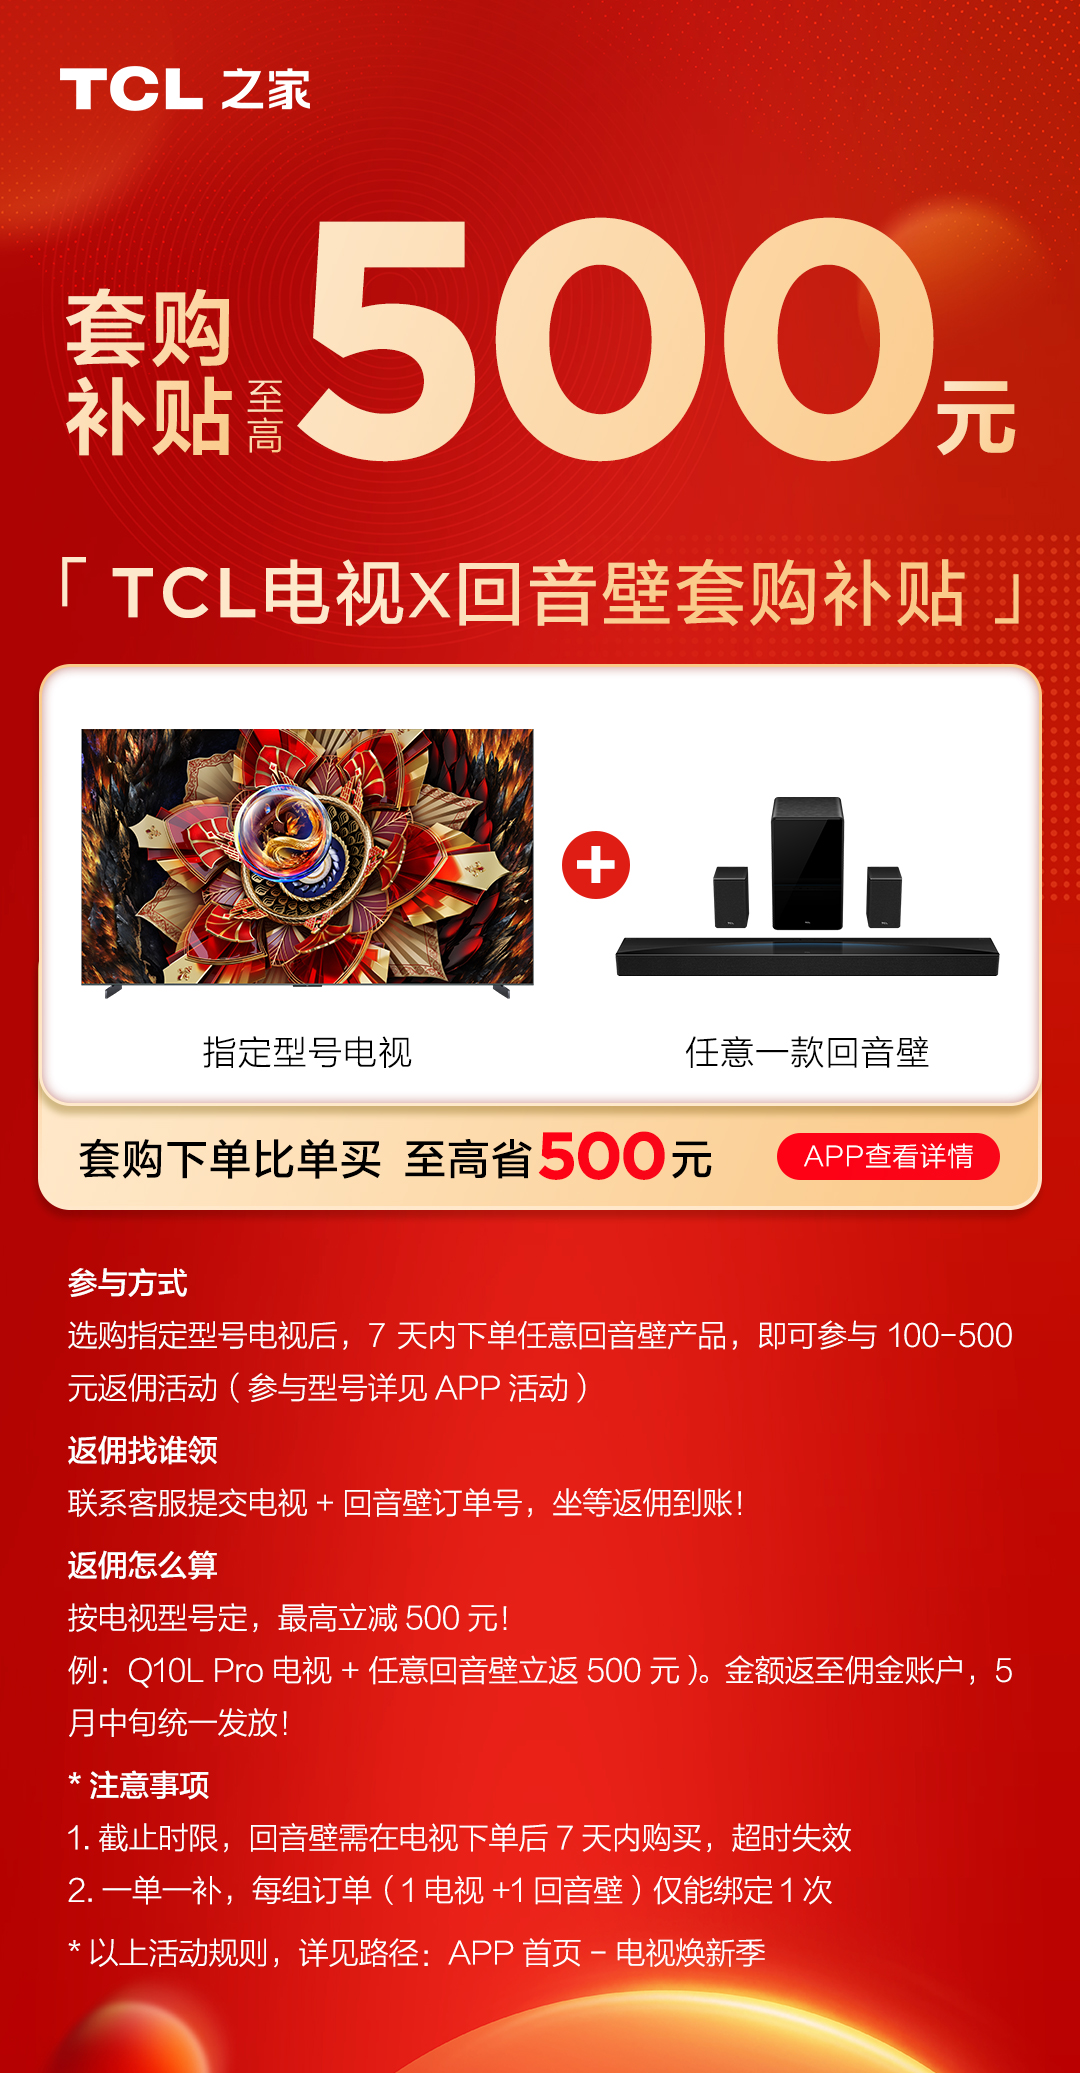 TCL 之家
套购
补贴
至高
500元
「 TCL电视X回音壁套购补贴 」
指定型号电视
任意一款回音壁
套购下单比单买 至高省500元
APP查看详情
参与方式
选购指定型号电视后，7 天内下单任意回音壁产品，即可参与 100-500
元返佣活动（参与型号详见 APP 活动）
返佣找谁领
联系客服提交电视 + 回音壁订单号，坐等返佣到账！
返佣怎么算
按电视型号定，最高立减 500 元！
例：Q10L Pro 电视 + 任意回音壁立返 500 元）。金额返至佣金账户，5
月中旬统一发放！
* 注意事项
1. 截止时限，回音壁需在电视下单后 7 天内购买，超时失效
2. 一单一补，每组订单（1 电视 +1 回音壁）仅能绑定 1 次
* 以上活动规则，详见路径：APP 首页 - 电视焕新季